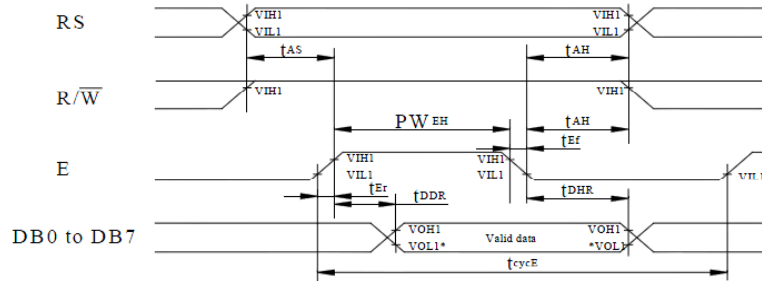 RS
VIH1
VIL1
VIH1
VIL1
tAS
tAH
R/W
VIH1
VIH1
PWEH
tAH
tEf
E
VIH1
VIL1
VIH1
VIL1
VIL1
tEr
tDDR
tDHR
DB0 to DB7
VOH1
VOL1*
Valid data
VOH1
*VOL1
tcycE